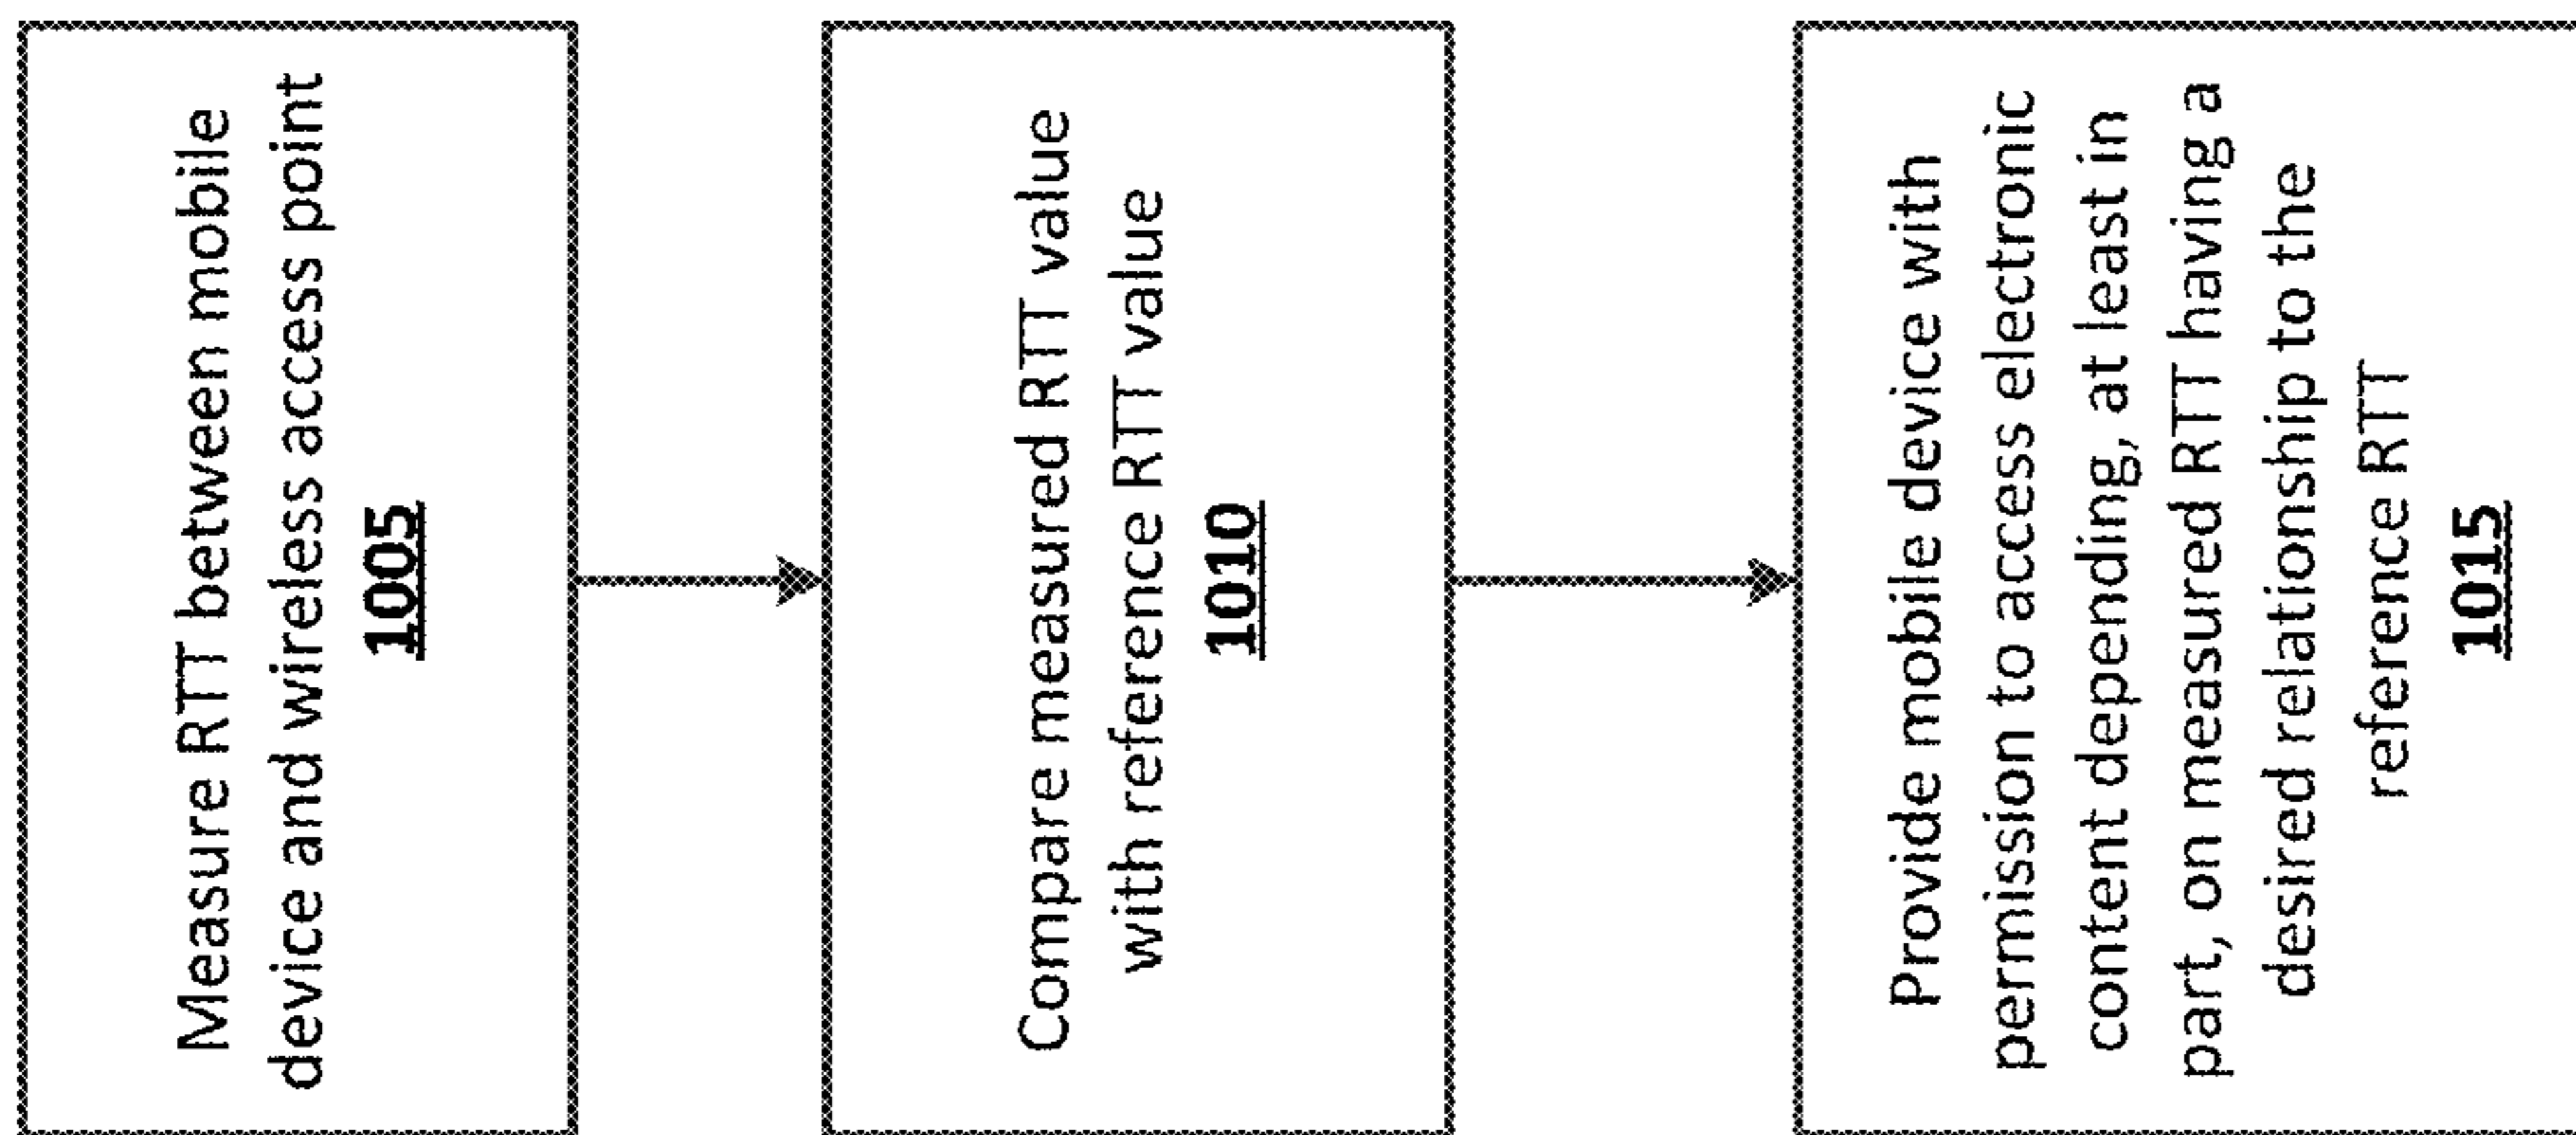 Measure RTT between mobile
device and wireless access point
1005
Compare measured RTT value
with reference RTT value
1010
Provide mobile device with
permission to access electronic
content depending, at least in
part, on measured RTT having a
desired relationship to the
reference RTT
1015